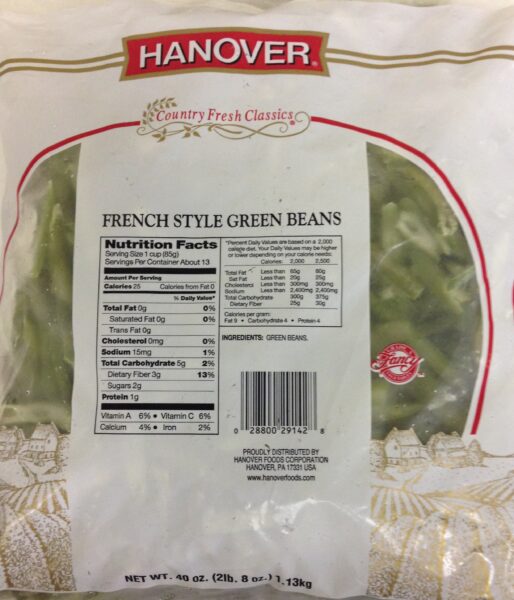 HANOVER®
Country Fresh Classics
FRENCH STYLE GREEN BEANS
Nutrition Facts
Serving Size 1 cup (85g)
Servings Per Container About 13
Amount Per Serving
Calories 25 Calories from Fat 0
% Daily Value*
Total Fat 0g 0%
Saturated Fat 0g 0%
Trans Fat 0g
Cholesterol 0mg 0%
Sodium 15mg 1%
Total Carbohydrate 5g 2%
Dietary Fiber 3g 13%
Sugars 2g
Protein 1g
Vitamin A 6% • Vitamin C 6%
Calcium 4% • Iron 2%
*Percent Daily Values are based on a 2,000
calorie diet. Your Daily Values may be higher
or lower depending on your calorie needs:
Calories: 2,000 2,500
Total Fat Less than 65g 80g
Sat Fat Less than 20g 25g
Cholesterol Less than 300mg 300mg
Sodium Less than 2,400mg 2,400mg
Total Carbohydrate 300g 375g
Dietary Fiber 25g 30g
Calories per gram:
Fat 9 • Carbohydrate 4 • Protein 4
INGREDIENTS: GREEN BEANS.
Fancy
0 28800 29142 8
PROUDLY DISTRIBUTED BY
HANOVER FOODS CORPORATION
HANOVER, PA 17331 USA
www.hanoverfoods.com
NET WT. 40 oz. (2lb. 8 oz.) 1.13kg